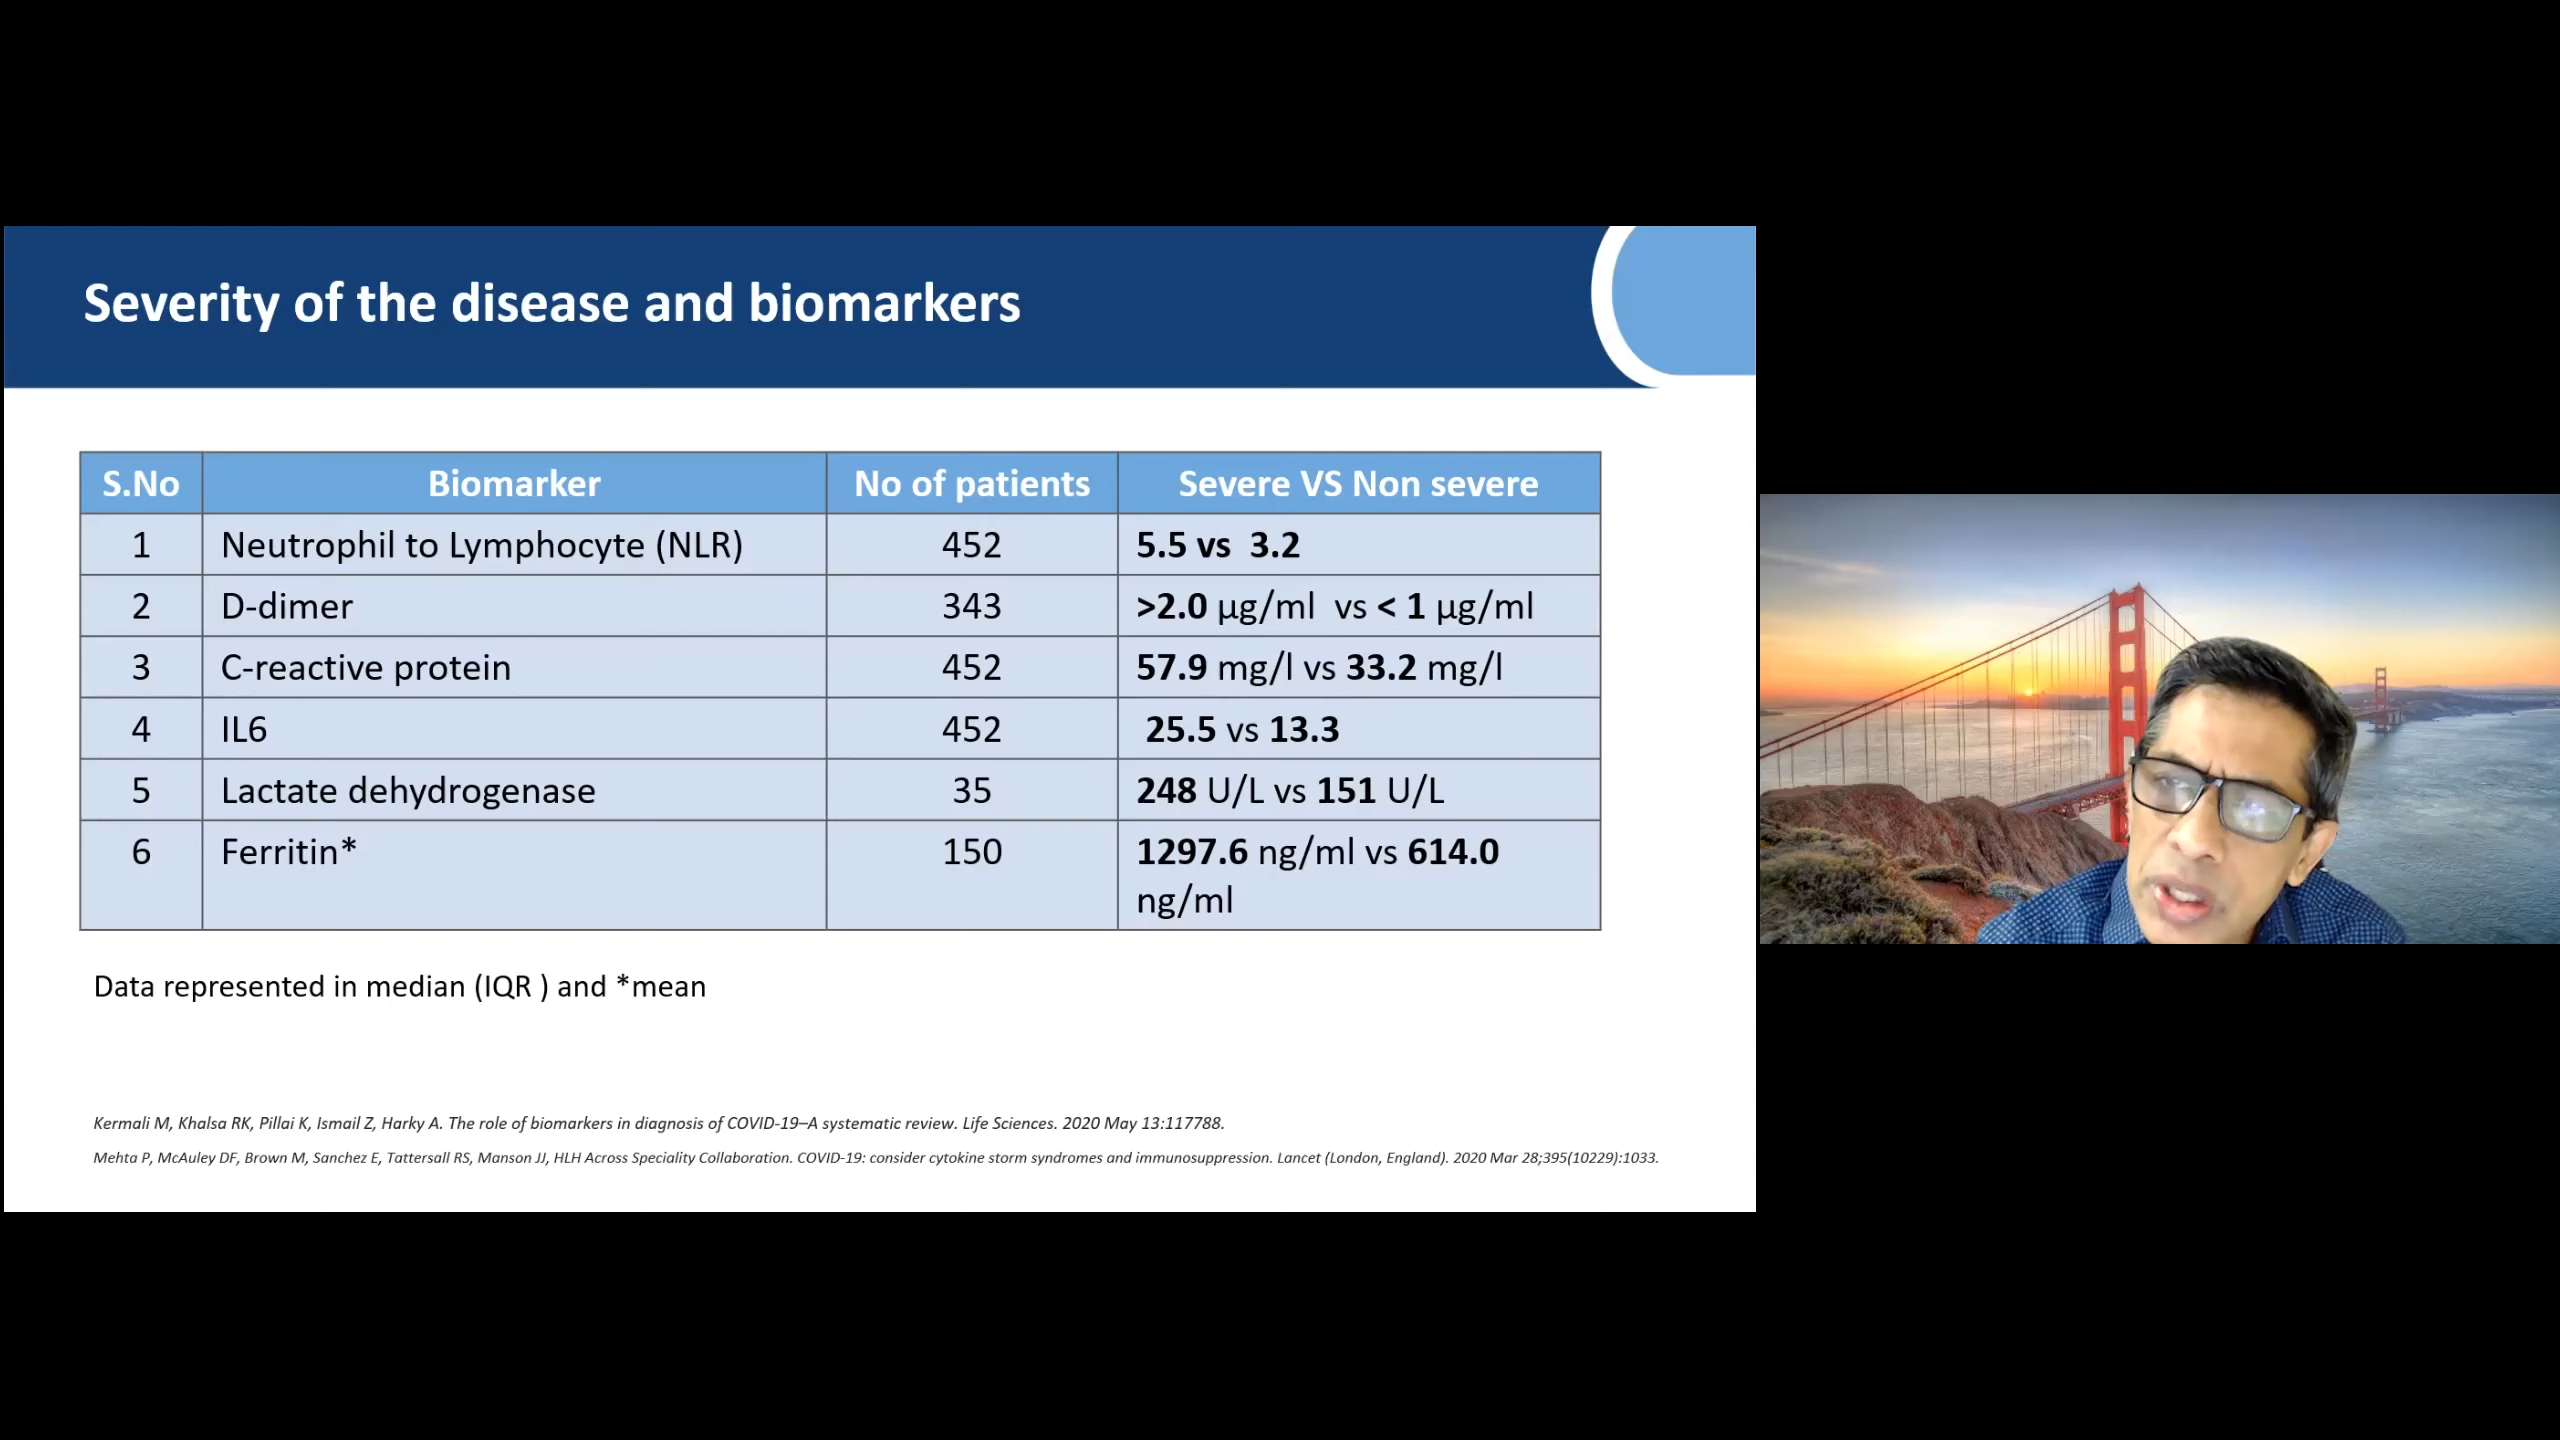 Severity of the disease and biomarkers
S.No Biomarker No of patients Severe VS Non severe
1 Neutrophil to Lymphocyte (NLR) 452 5.5 vs 3.2
2 D-dimer 343 >2.0 µg/ml vs < 1 µg/ml
3 C-reactive protein 452 57.9 mg/l vs 33.2 mg/l
4 IL6 452 25.5 vs 13.3
5 Lactate dehydrogenase 35 248 U/L vs 151 U/L
6 Ferritin* 150 1297.6 ng/ml vs 614.0
ng/ml
Data represented in median (IQR ) and *mean
Kermali M, Khalsa RK, Pillai K, Ismail Z, Harky A. The role of biomarkers in diagnosis of COVID-19–A systematic review. Life Sciences. 2020 May 13:117788.
Mehta P, McAuley DF, Brown M, Sanchez E, Tattersall RS, Manson JJ, HLH Across Speciality Collaboration. COVID-19: consider cytokine storm syndromes and immunosuppression. Lancet (London, England). 2020 Mar 28;395(10229):1033.